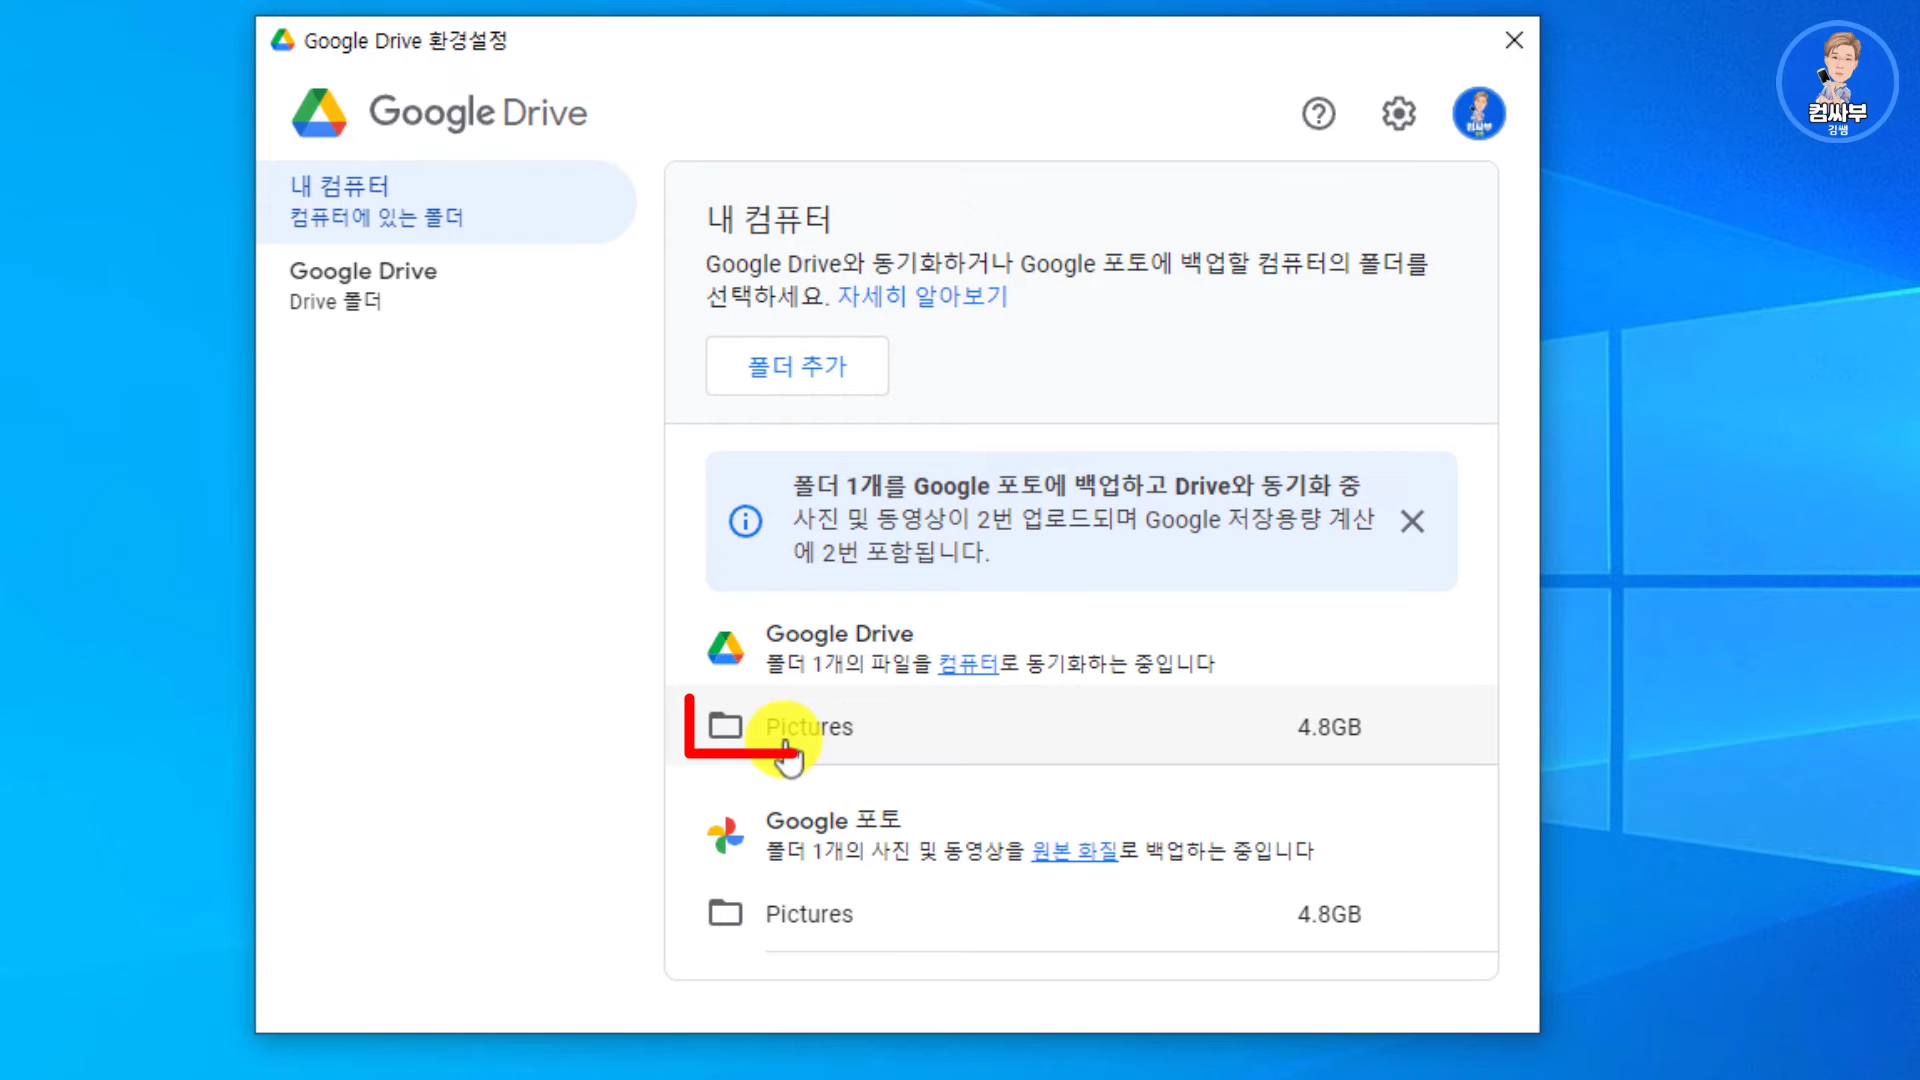 Google Drive 환경설정
컴싸부
김쌤
Google Drive
컴싸부
내 컴퓨터
컴퓨터에 있는 폴더
Google Drive
Drive 폴더
내 컴퓨터
Google Drive와 동기화하거나 Google 포토에 백업할 컴퓨터의 폴더를
선택하세요. 자세히 알아보기
폴더 추가
폴더 1개를 Google 포토에 백업하고 Drive와 동기화 중
사진 및 동영상이 2번 업로드되며 Google 저장용량 계산
에 2번 포함됩니다.
Google Drive
폴더 1개의 파일을 컴퓨터로 동기화하는 중입니다
Pictures 4.8GB
Google 포토
폴더 1개의 사진 및 동영상을 원본 화질로 백업하는 중입니다
Pictures 4.8GB